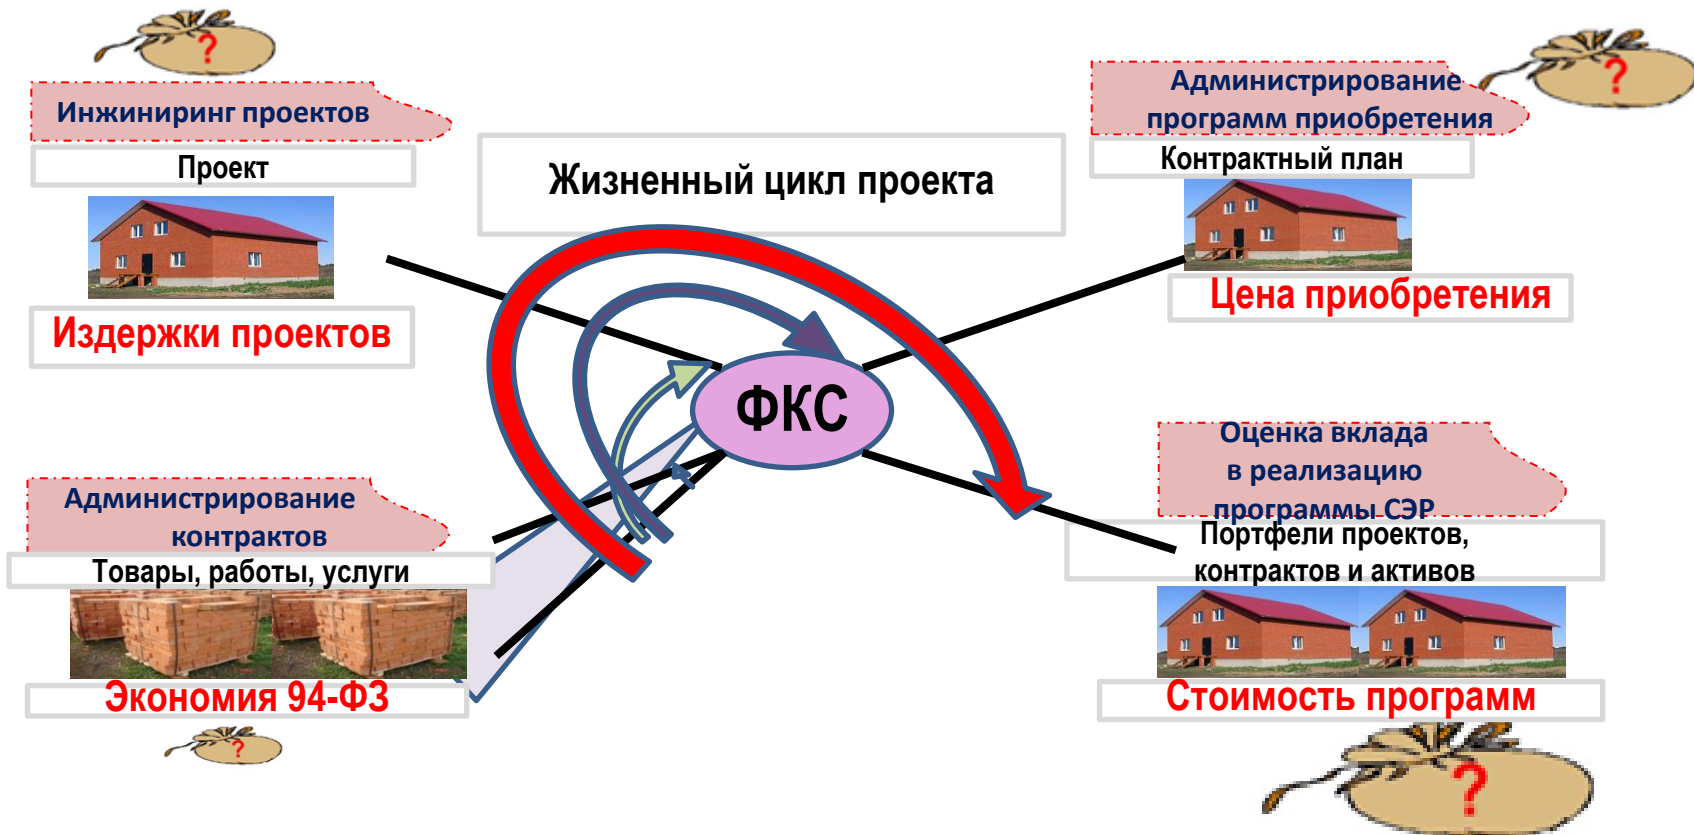 ?
Инжиниринг проектов
Проект
Издержки проектов
Жизненный цикл проекта
Администрирование
программ приобретения
?
Контрактный план
Цена приобретения
ФКС
Администрирование
контрактов
Товары, работы, услуги
Экономия 94-ФЗ
?
Оценка вклада
в реализацию
программы СЭР
Портфели проектов,
контрактов и активов
Стоимость программ
?